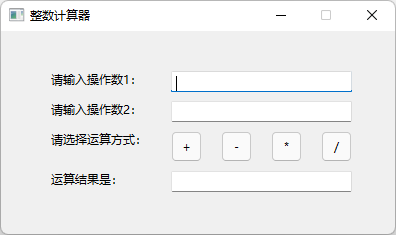 整数计算器
请输入操作数1：
请输入操作数2：
请选择运算方式： + - * /
运算结果是：